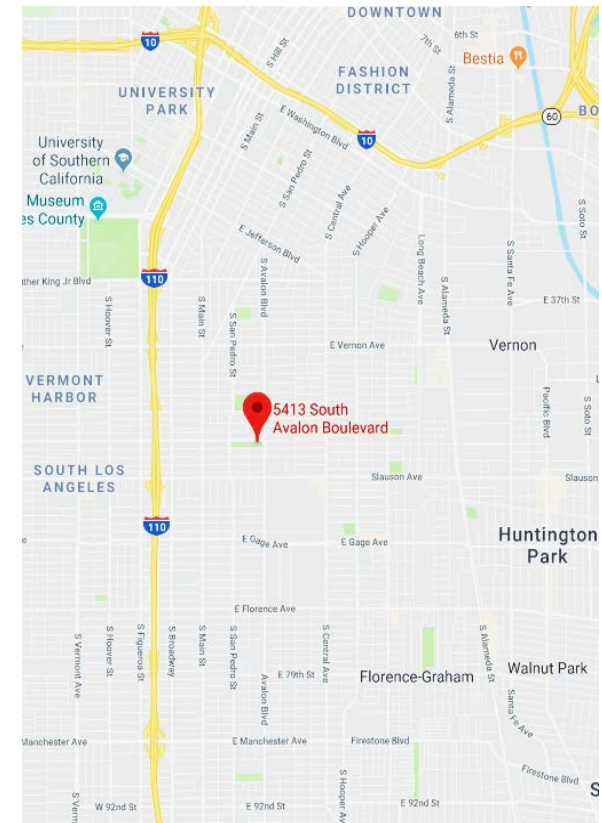 DOWNTOWN
10
6th St
7th St
S Hill St
Bestia
FASHION
DISTRICT
S Alameda St
UNIVERSITY
PARK
60
BO
E Washington Blvd
10
S Main St
University
of Southern
California
S San Pedro St
S Central Ave
Museum
es County
S Hooper Ave
S Soto St
E Jefferson Blvd
Long Beach Ave
S Santa Fe Ave
S Avalon Blvd
S Alameda St
ther King Jr Blvd
110
S Hoover St
S Main St
S San Pedro St
E 37th St
E Vernon Ave
Vernon
VERMONT
HARBOR
Pacific Blvd
S Soto St
5413 South
Avalon Boulevard
SOUTH LOS
ANGELES
Slauson Ave
Slauson
110
E Gage Ave
E Gage Ave
Huntington
Park
E Florence Ave
S Vermont Ave
S Hoover St
S Figueroa St
S Broadway
S Main St
S San Pedro St
S Central Ave
S Alameda St
E 79th St
Florence-Graham
Walnut Park
Avalon Blvd
Santa Fe Ave
Manchester Ave
E Manchester Ave
Firestone Blvd
Firestone Blvd
S Hooper Av
S
S Verm
W 92nd St
E 92nd St
E 92nd St